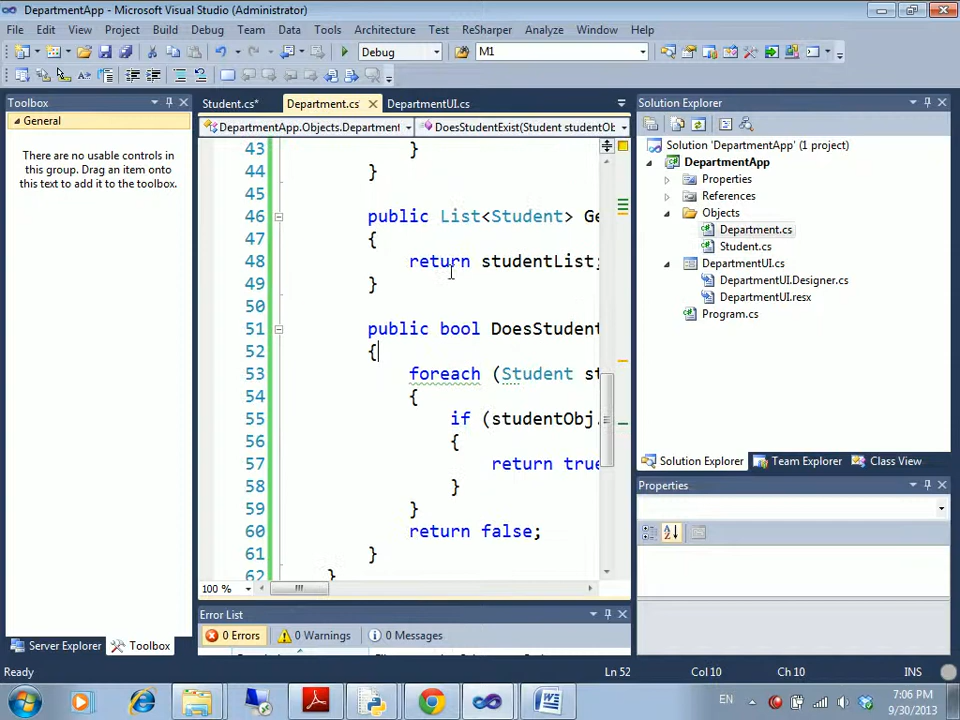 DepartmentApp - Microsoft Visual Studio (Administrator)
File Edit View Project Build Debug Team Data Tools Architecture Test ReSharper Analyze Window Help
Debug M1
Toolbox
General
There are no usable controls in
this group. Drag an item onto
this text to add it to the toolbox.
Server Explorer Toolbox
Student.cs* Department.cs DepartmentUI.cs
DepartmentApp.Objects.Department DoesStudentExist(Student studentOb
43 }
44 }
45
46 public List<Student> Ge
47 {
48 return studentList;
49 }
50
51 public bool DoesStudent
52 {
53 foreach (Student st
54 {
55 if (studentObj.
56 {
57 return true
58 }
59 }
60 return false;
61 }
62 }
100 %
Error List
0 Errors 0 Warnings 0 Messages
Solution Explorer
Solution 'DepartmentApp' (1 project)
DepartmentApp
Properties
References
Objects
Department.cs
Student.cs
DepartmentUI.cs
DepartmentUI.Designer.cs
DepartmentUI.resx
Program.cs
Solution Explorer Team Explorer Class View
Properties
Ready Ln 52 Col 10 Ch 10 INS
EN 7:06 PM
9/30/2013